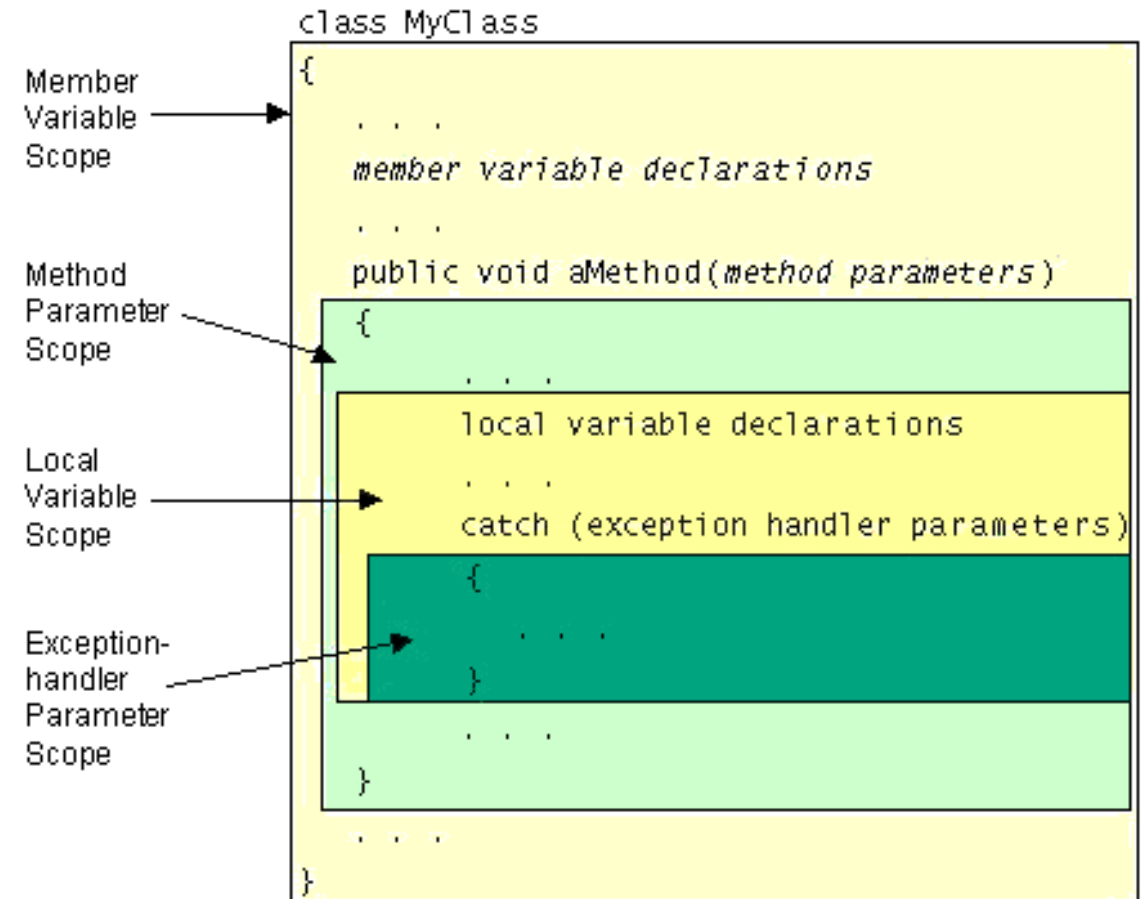 class MyClass
{
Member
Variable
Scope
. . .
member variable declarations
. . .
Method
Parameter
Scope
public void aMethod(method parameters)
{
. . .
local variable declarations
Local
Variable
Scope
. . .
catch (exception handler parameters)
{
. . .
}
Exception-
handler
Parameter
Scope
. . .
}
. . .
}